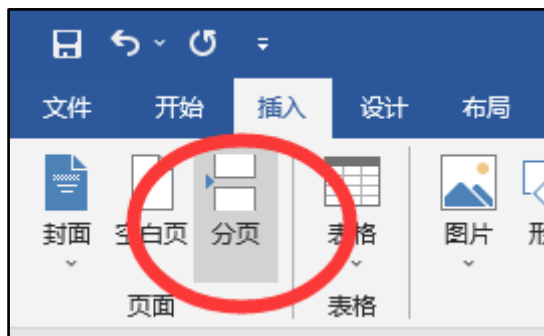 文件 开始 插入 设计 布局
封面 空白页 分页 表格 图片 形
页面 表格